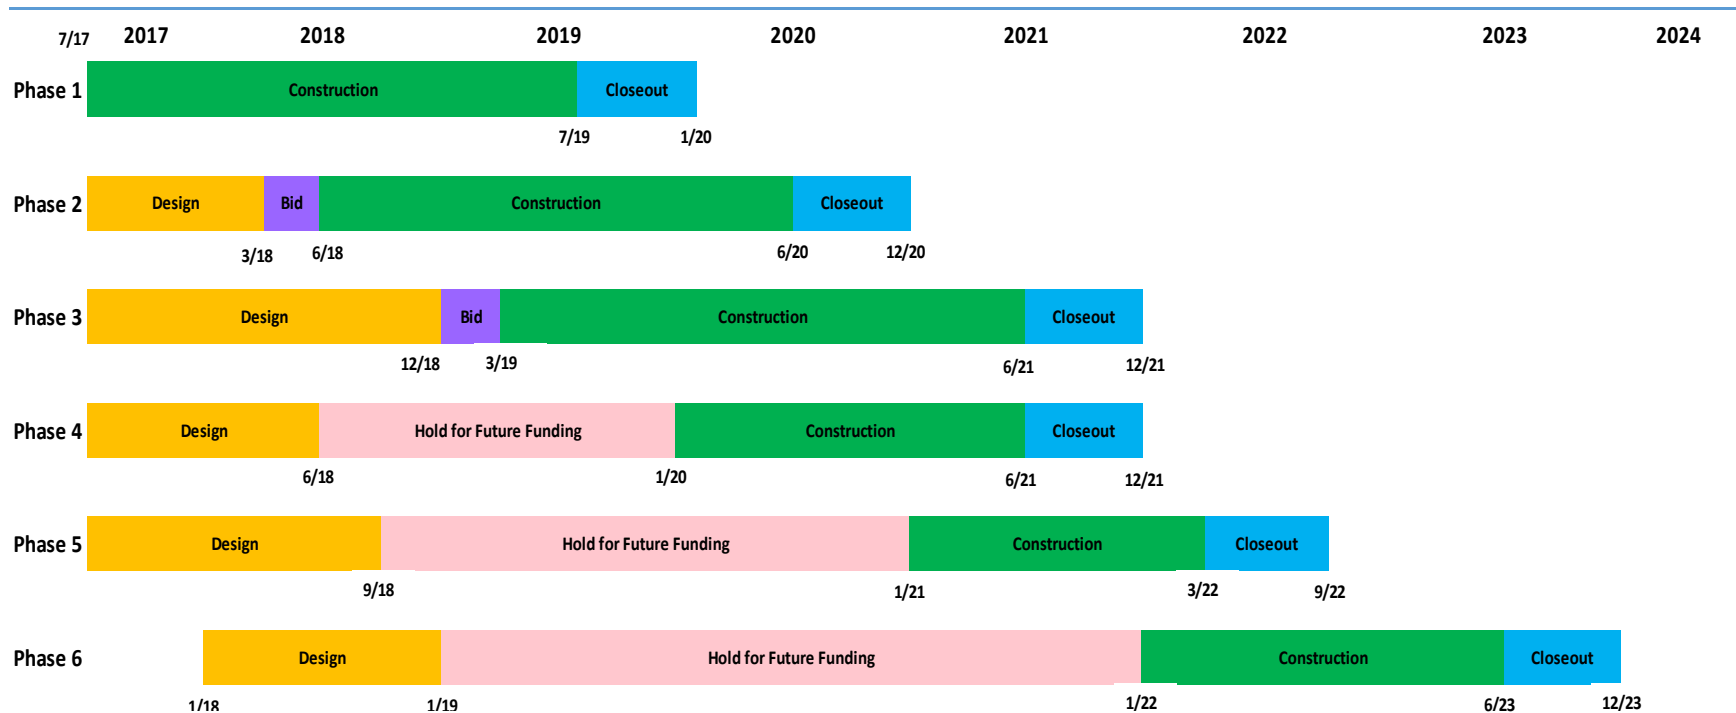 7/17 2017 2018 2019 2020 2021 2022 2023 2024
Phase 1 Construction Closeout
7/19 1/20
Phase 2 Design Bid Construction Closeout
3/18 6/18 6/20 12/20
Phase 3 Design Bid Construction Closeout
12/18 3/19 6/21 12/21
Phase 4 Design Hold for Future Funding Construction Closeout
6/18 1/20 6/21 12/21
Phase 5 Design Hold for Future Funding Construction Closeout
9/18 1/21 3/22 9/22
Phase 6 Design Hold for Future Funding Construction Closeout
1/18 1/19 1/22 6/23 12/23